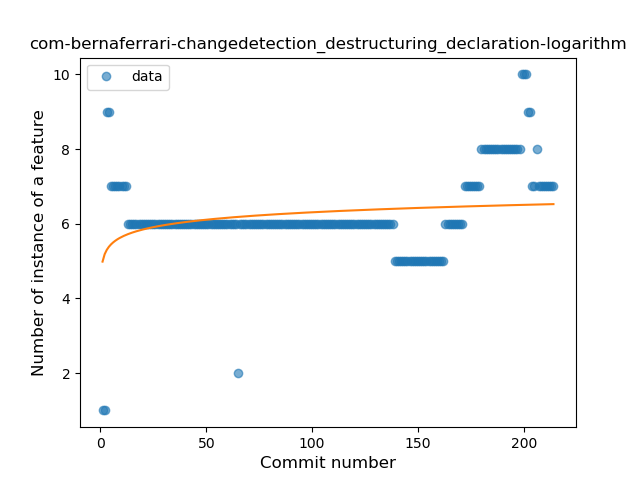 com-bernaferrari-changedetection_destructuring_declaration-logarithm
data
10
8
6
4
2
Number of instance of a feature
0
50
100
150
200
Commit number